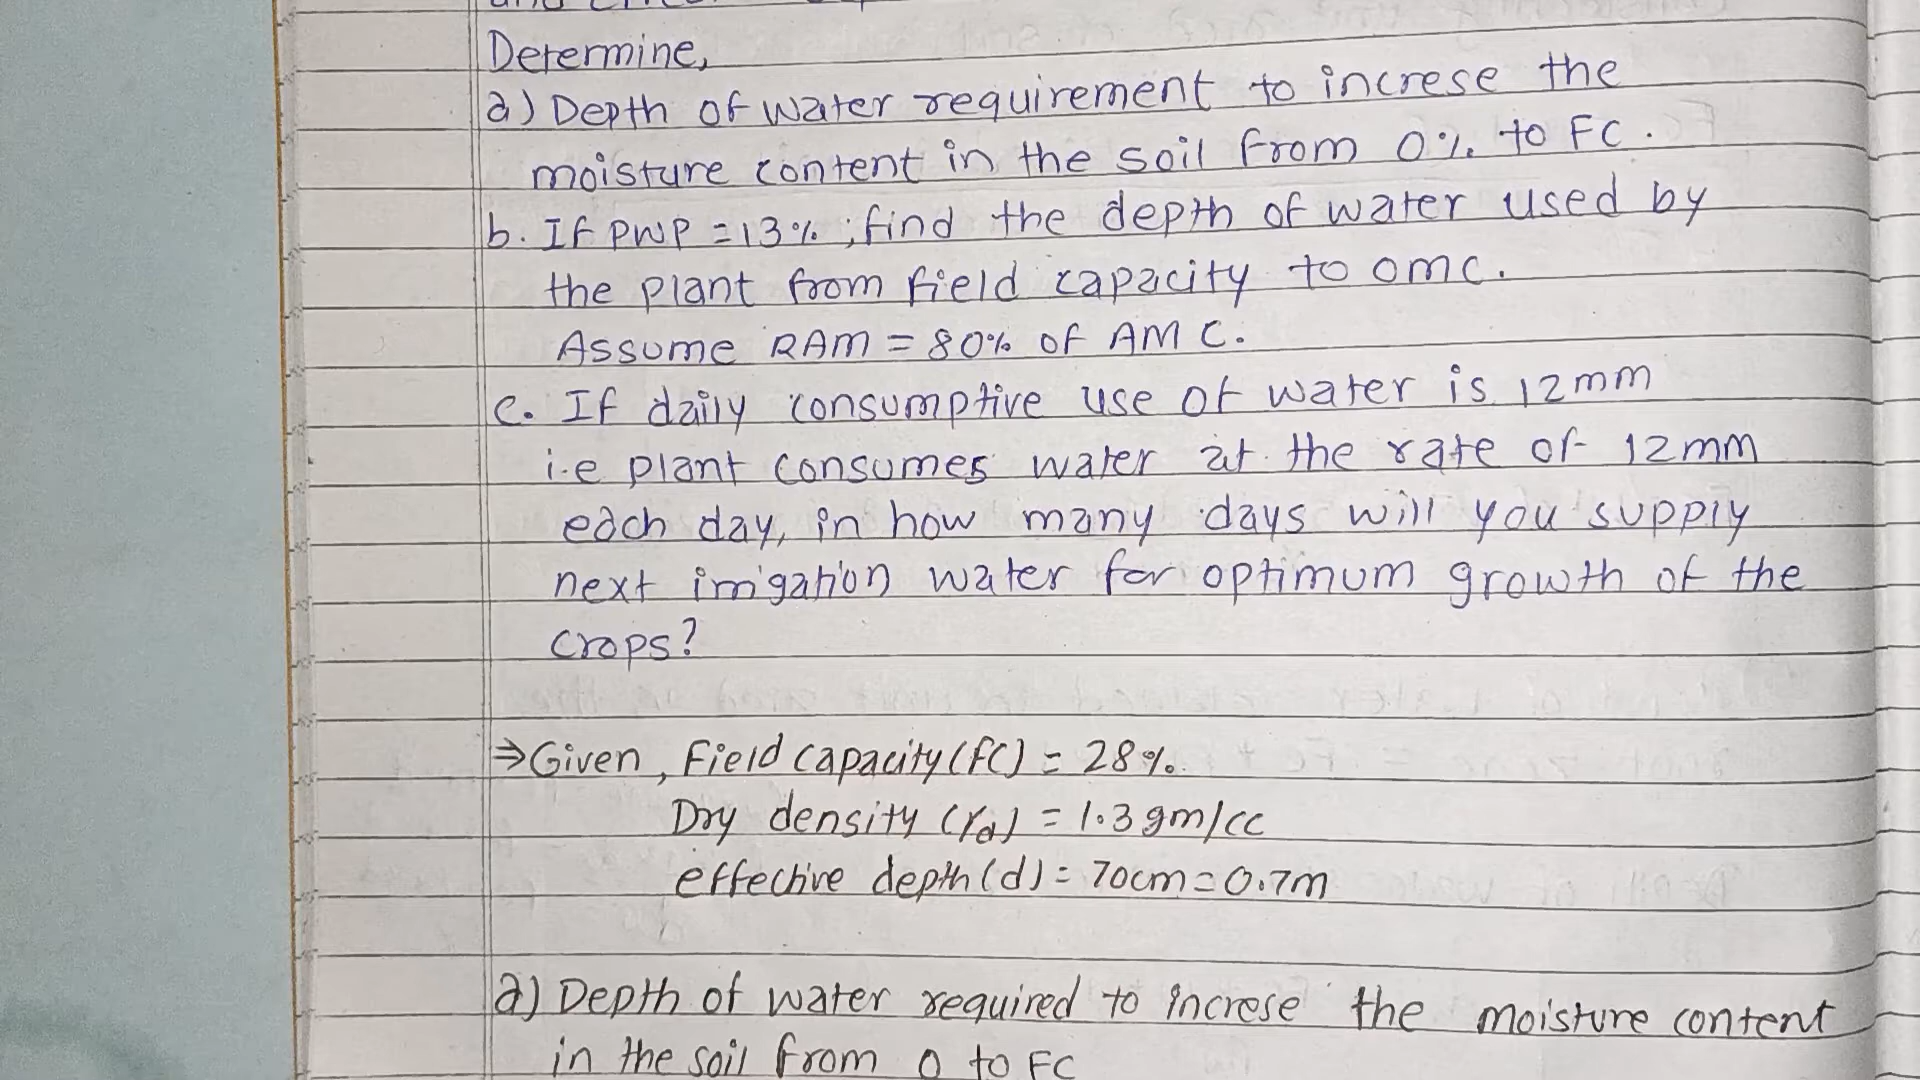 Determine,
a) Depth of water requirement to increse the
moisture content in the soil from 0% to FC.
b. If PWP = 13%; find the depth of water used by
the plant from field capacity to omc.
Assume RAM = 80% of AMC.
c. If daily consumptive use of water is 12mm
i.e plant consumes water at the rate of 12mm
each day, in how many days will you supply
next irrigation water for optimum growth of the
crops?
⇒ Given, Field capacity (FC) = 28%.
Dry density (γd) = 1.3 gm/cc
effective depth (d) = 70cm = 0.7m
a) Depth of water required to increse the moisture content
in the soil from 0 to FC